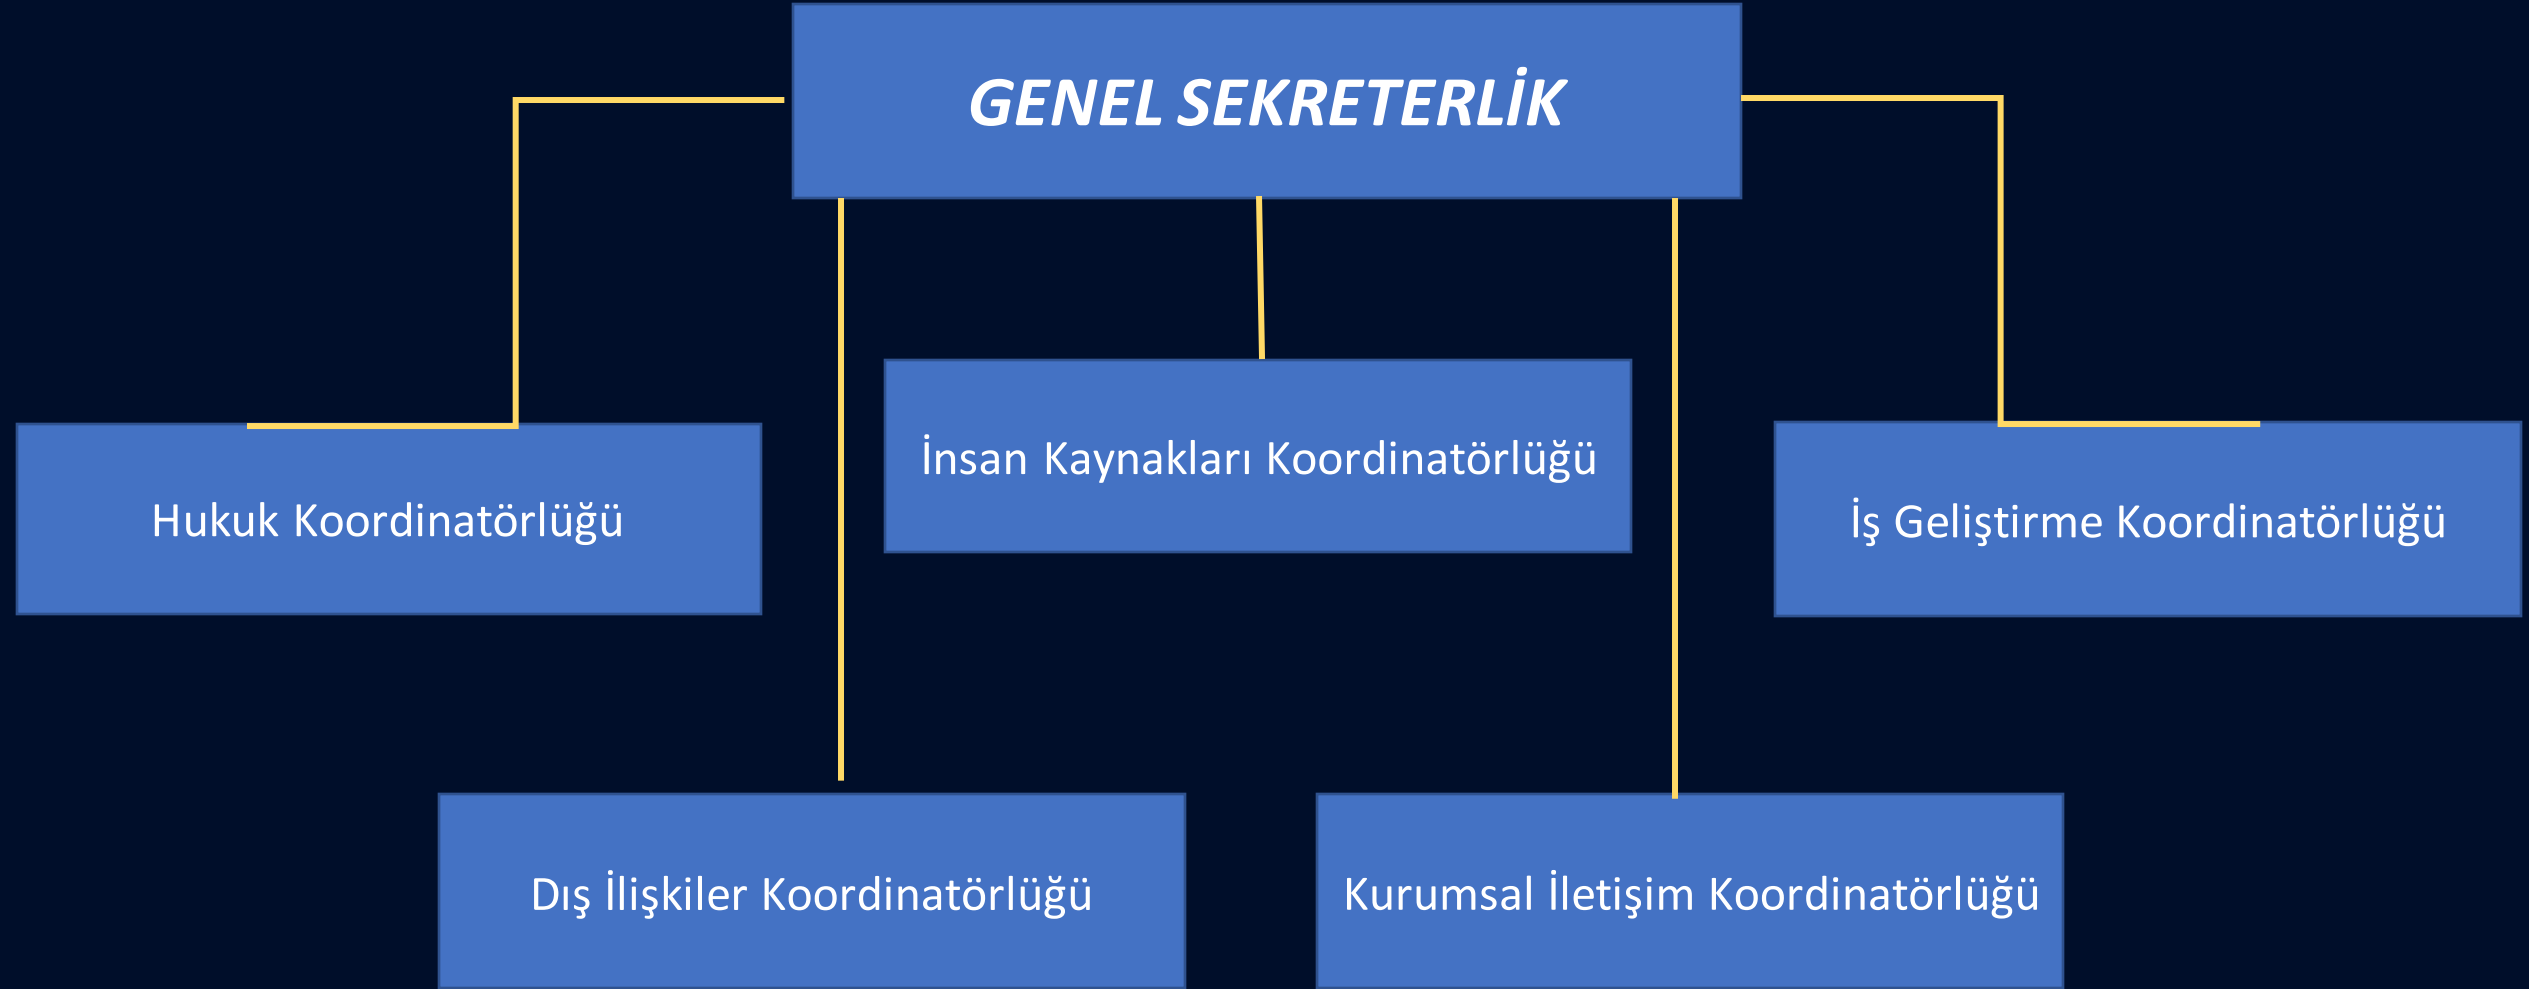 GENEL SEKRETERLİK
İnsan Kaynakları Koordinatörlüğü
Hukuk Koordinatörlüğü
İş Geliştirme Koordinatörlüğü
Dış İlişkiler Koordinatörlüğü
Kurumsal İletişim Koordinatörlüğü